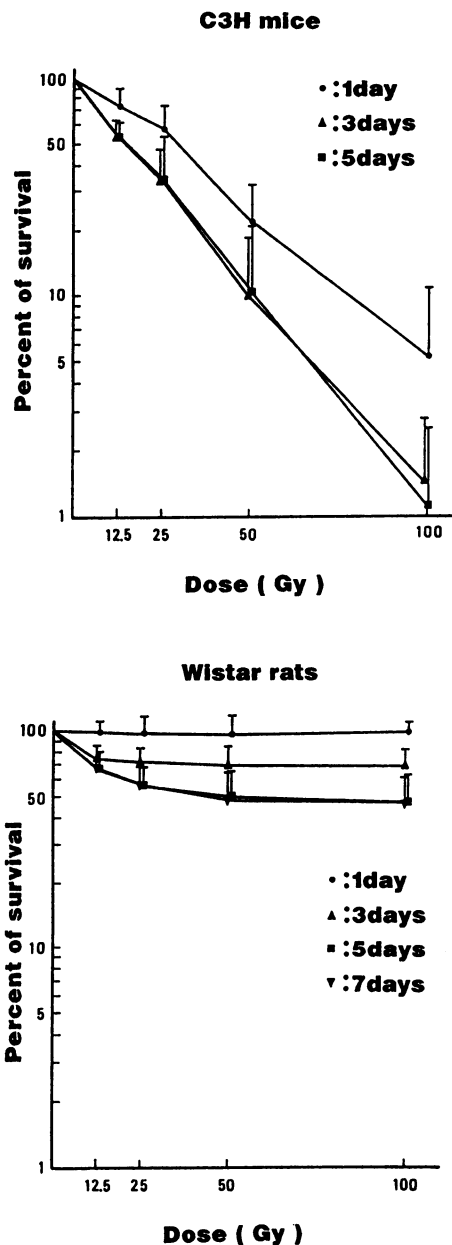 C3H mice
100
50
10
5
1
Percent of survival
•:1day
▲:3days
■:5days
12.5 25 50 100
Dose ( Gy )
Wistar rats
100
50
10
5
1
Percent of survival
•:1day
▲:3days
■:5days
▼:7days
12.5 25 50 100
Dose ( Gy )